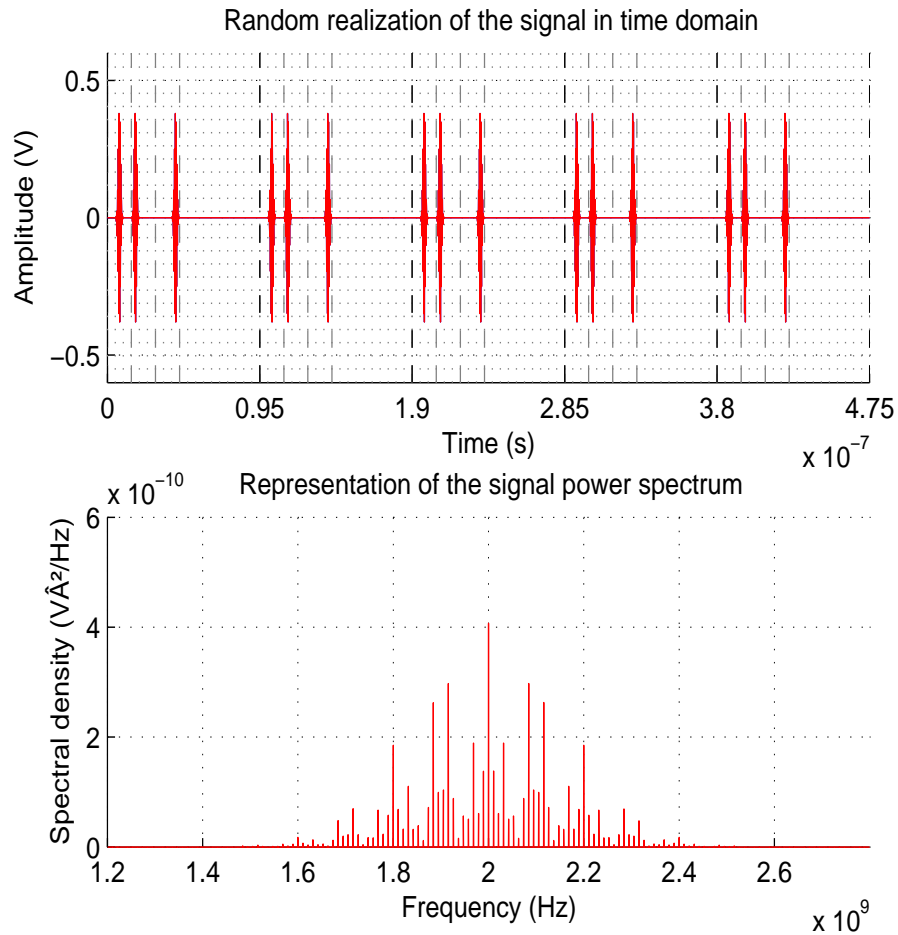 Random realization of the signal in time domain
Amplitude (V)
0.5
0
−0.5
0 0.95 1.9 2.85 3.8 4.75
Time (s)
x 10^-7
Representation of the signal power spectrum
x 10^-10
Spectral density (VÂ²/Hz)
6
4
2
0
1.2 1.4 1.6 1.8 2 2.2 2.4 2.6
Frequency (Hz)
x 10^9